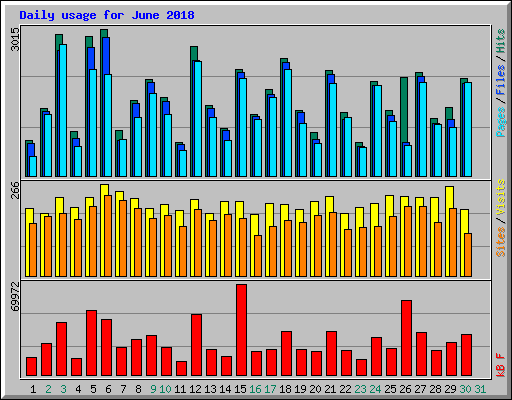 Daily usage for June 2018
3015
Pages / Files / Hits
266
Sites / Visits
69972
kB F
1 2 3 4 5 6 7 8 9 10 11 12 13 14 15 16 17 18 19 20 21 22 23 24 25 26 27 28 29 30 31